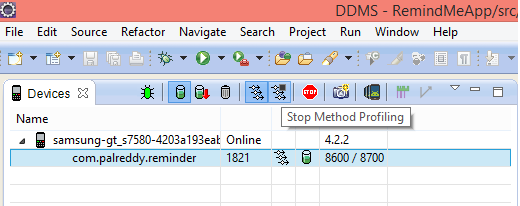 DDMS - RemindMeApp/src,
File Edit Source Refactor Navigate Search Project Run Window Help
Devices
Stop Method Profiling
Name
samsung-gt_s7580-4203a193eab Online 4.2.2
com.palreddy.reminder 1821 8600 / 8700